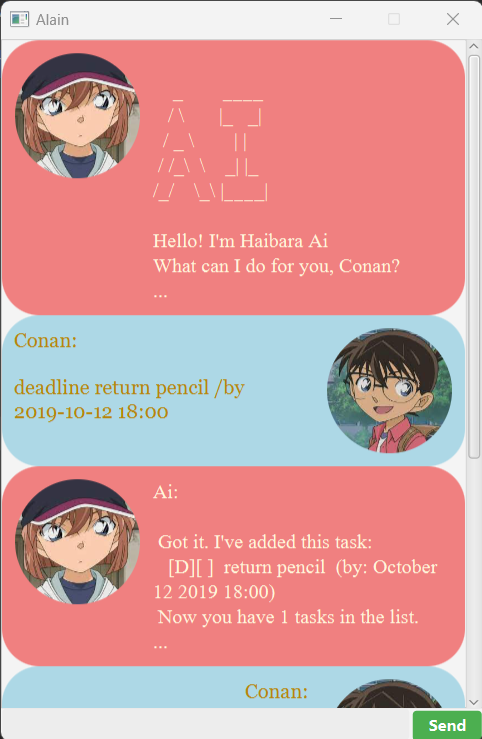 Alain
AI
Hello! I'm Haibara Ai
What can I do for you, Conan?
...
Conan:
deadline return pencil /by
2019-10-12 18:00
Ai:
Got it. I've added this task:
[D][ ]  return pencil  (by: October
12 2019 18:00)
Now you have 1 tasks in the list.
...
Conan:
Send